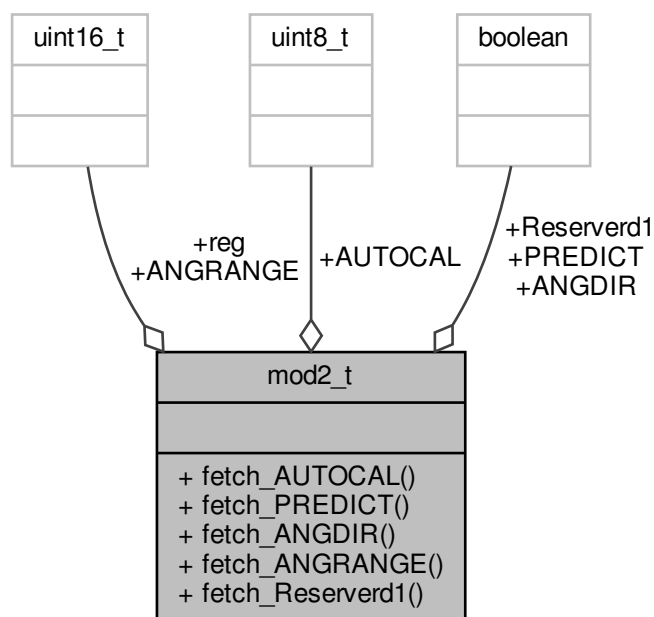 uint16_t
uint8_t
boolean
+reg
+ANGRANGE
+AUTOCAL
+Reserverd1
+PREDICT
+ANGDIR
mod2_t
+ fetch_AUTOCAL()
+ fetch_PREDICT()
+ fetch_ANGDIR()
+ fetch_ANGRANGE()
+ fetch_Reserverd1()